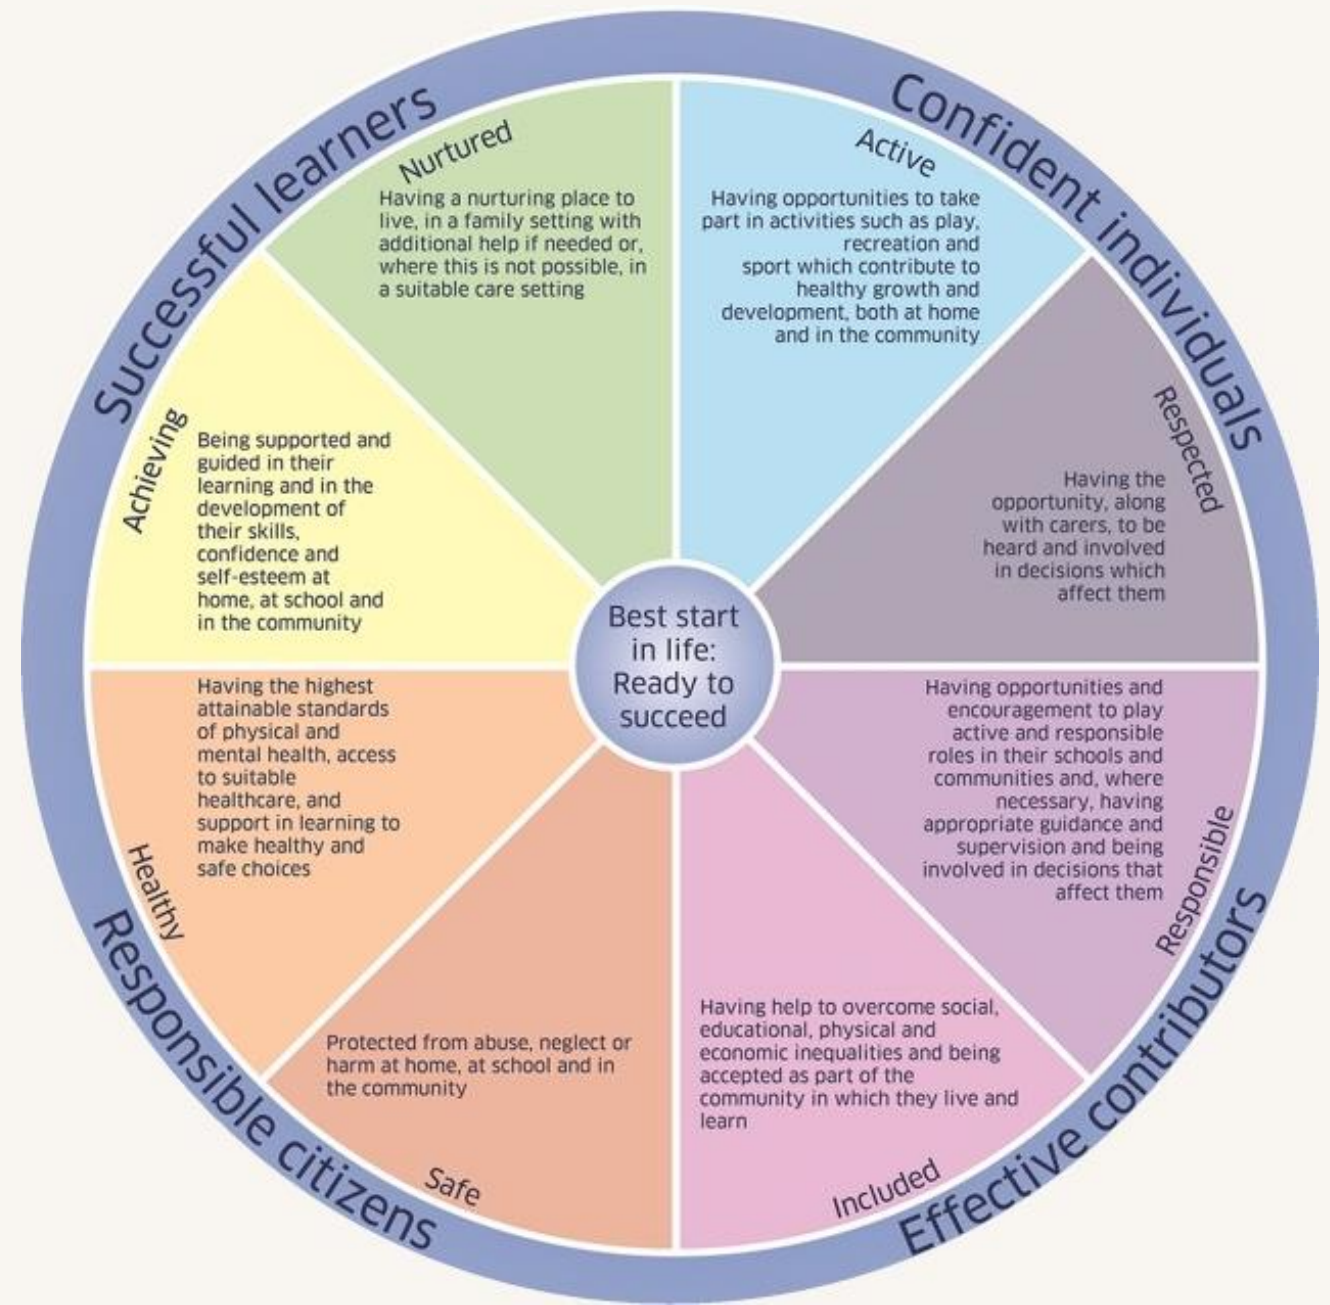 Successful learners
Confident individuals
Nurtured
Having a nurturing place to
live, in a family setting with
additional help if needed or,
where this is not possible, in
a suitable care setting
Active
Having opportunities to take
part in activities such as play,
recreation and
sport which contribute to
healthy growth and
development, both at home
and in the community
Respected
Having the
opportunity, along
with carers, to be
heard and involved
in decisions which
affect them
Achieving
Being supported and
guided in their
learning and in the
development of
their skills,
confidence and
self-esteem at
home, at school and
in the community
Best start
in life:
Ready to
succeed
Healthy
Having the highest
attainable standards
of physical and
mental health, access
to suitable
healthcare, and
support in learning to
make healthy and
safe choices
Having opportunities and
encouragement to play
active and responsible
roles in their schools and
communities and, where
necessary, having
appropriate guidance and
supervision and being
involved in decisions that
affect them
Responsible
Protected from abuse, neglect or
harm at home, at school and in
the community
Safe
Having help to overcome social,
educational, physical and
economic inequalities and being
accepted as part of the
community in which they live and
learn
Included
Responsible citizens
Effective contributors